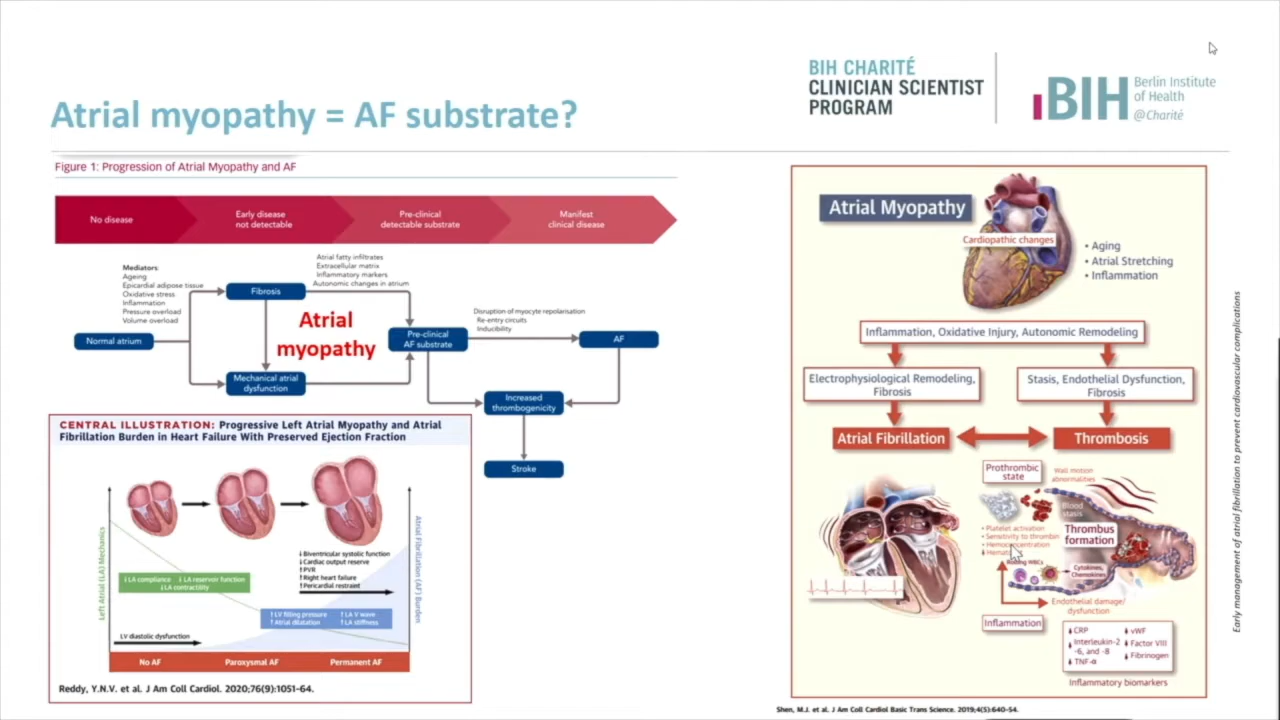 Atrial myopathy = AF substrate?
BIH CHARITÉ
CLINICIAN SCIENTIST
PROGRAM
BIH
Berlin Institute
of Health
@Charité
Figure 1: Progression of Atrial Myopathy and AF
No disease
Early disease
not detectable
Pre-clinical
detectable substrate
Manifest
clinical disease
Mediators:
Ageing
Epicardial adipose tissue
Oxidative stress
Inflammation
Pressure overload
Volume overload
Atrial fatty infiltrates
Extracellular matrix
Inflammatory markers
Autonomic changes in atrium
Normal atrium
Fibrosis
Atrial
myopathy
Mechanical atrial
dysfunction
Pre-clinical
AF substrate
Disruption of myocyte repolarisation
Re-entry circuits
Inducibility
AF
Increased
thrombogenicity
Stroke
CENTRAL ILLUSTRATION: Progressive Left Atrial Myopathy and Atrial
Fibrillation Burden in Heart Failure With Preserved Ejection Fraction
Left Atrial (LA) Mechanics
Atrial Fibrillation (AF) Burden
↓ Biventricular systolic function
↓ Cardiac output reserve
↑ PVR
↑ Right heart failure
↑ Pericardial restraint
↓ LA compliance ↓ LA reservoir function
↓ LA contractility
↑ LV filling pressure ↑ LA V wave
↑ Atrial dilatation ↑ LA stiffness
LV diastolic dysfunction
No AF
Paroxysmal AF
Permanent AF
Reddy, Y.N.V. et al. J Am Coll Cardiol. 2020;76(9):1051-64.
Atrial Myopathy
Cardiopathic changes
• Aging
• Atrial Stretching
• Inflammation
Inflammation, Oxidative Injury, Autonomic Remodeling
Electrophysiological Remodeling,
Fibrosis
Stasis, Endothelial Dysfunction,
Fibrosis
Atrial Fibrillation
Thrombosis
Prothrombic
state
Wall motion
abnormalities
Blood
stasis
• Platelet activation
• Sensitivity to thrombin
• Hemoconcentration
Thrombus
formation
Rolling WBCs
Cytokines,
Chemokines
Endothelial damage/
dysfunction
Inflammation
CRP
Interleukin-2
-6, and -8
TNF-α
vWF
Factor VIII
Fibrinogen
Inflammatory biomarkers
Shen, M.J. et al. J Am Coll Cardiol Basic Trans Science. 2019;4(5):640-54.
Early management of atrial fibrillation to prevent cardiovascular complications